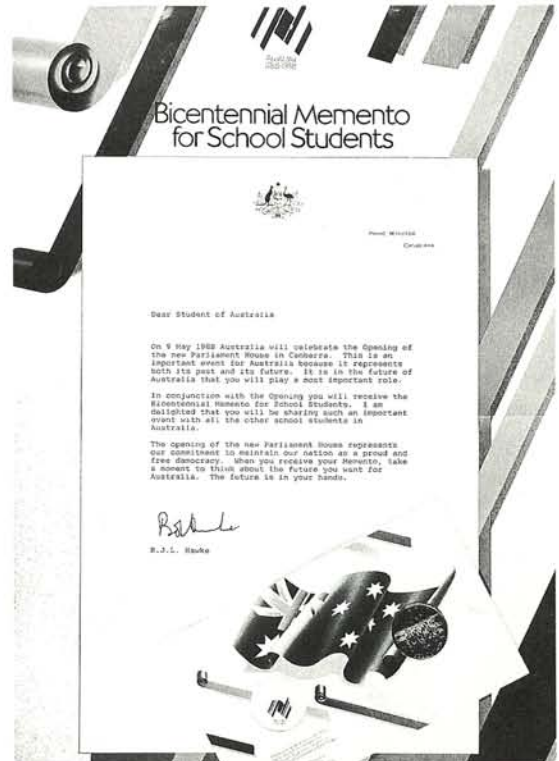 Australia
1788-1988
Bicentennial Memento
for School Students
Prime Minister
Canberra
Dear Student of Australia
On 9 May 1988 Australia will celebrate the Opening of
the new Parliament House in Canberra. This is an
important event for Australia because it represents
both its past and its future. It is in the future of
Australia that you will play a most important role.
In conjunction with the Opening you will receive the
Bicentennial Memento for School Students. I am
delighted that you will be sharing such an important
event with all the other school students in
Australia.
The opening of the new Parliament House represents
our commitment to maintain our nation as a proud and
free democracy. When you receive your Memento, take
a moment to think about the future you want for
Australia. The future is in your hands.
R.J.L. Hawke